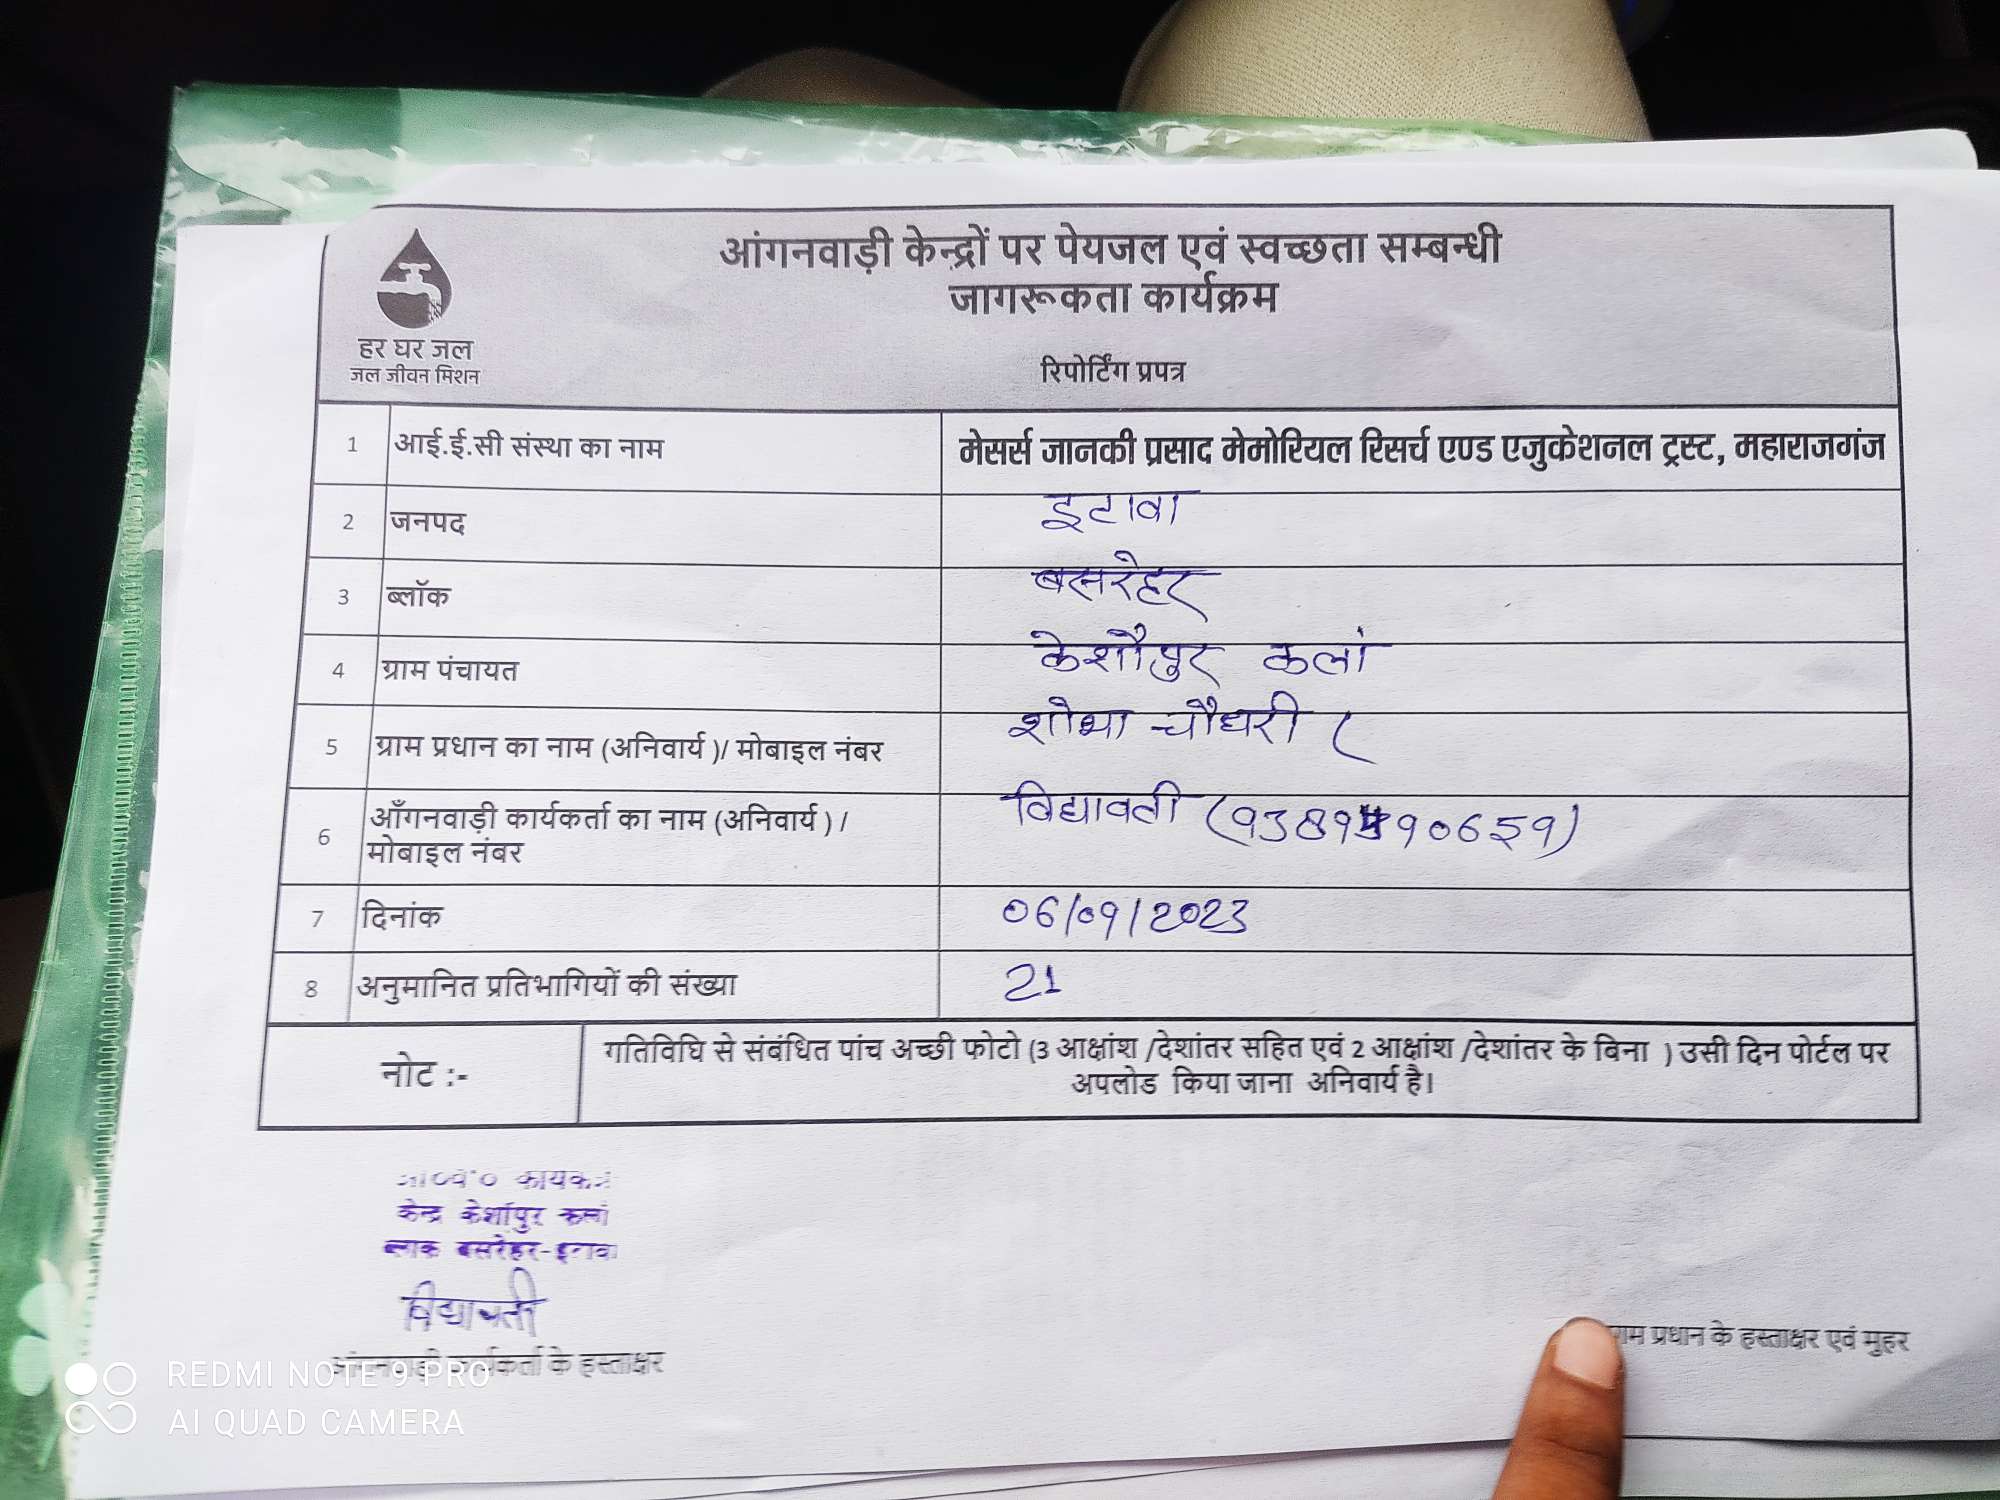 हर घर जल
जल जीवन मिशन
आंगनवाड़ी केन्द्रों पर पेयजल एवं स्वच्छता सम्बन्धी
जागरूकता कार्यक्रम
रिपोर्टिंग प्रपत्र
1 आई.ई.सी संस्था का नाम मेसर्स जानकी प्रसाद मेमोरियल रिसर्च एण्ड एजुकेशनल ट्रस्ट, महाराजगंज
2 जनपद इटावा
3 ब्लॉक बसरेहर
4 ग्राम पंचायत केशौपुर कलां
5 ग्राम प्रधान का नाम (अनिवार्य )/ मोबाइल नंबर शोभा चौधरी (
6 आँगनवाड़ी कार्यकर्ता का नाम (अनिवार्य ) / विद्यावती
मोबाइल नंबर
7 दिनांक 06/09/2023
8 अनुमानित प्रतिभागियों की संख्या 21
नोट :- गतिविधि से संबंधित पांच अच्छी फोटो (3 आक्षांश /देशांतर सहित एवं 2 आक्षांश /देशांतर के बिना ) उसी दिन पोर्टल पर
अपलोड किया जाना अनिवार्य है।
केन्द्र केशौपुर कलां
ब्लाक बसरेहर-इटावा
विद्यावती
के हस्ताक्षर
प्रधान के हस्ताक्षर एवं मुहर
REDMI NOTE 9 PRO
AI QUAD CAMERA